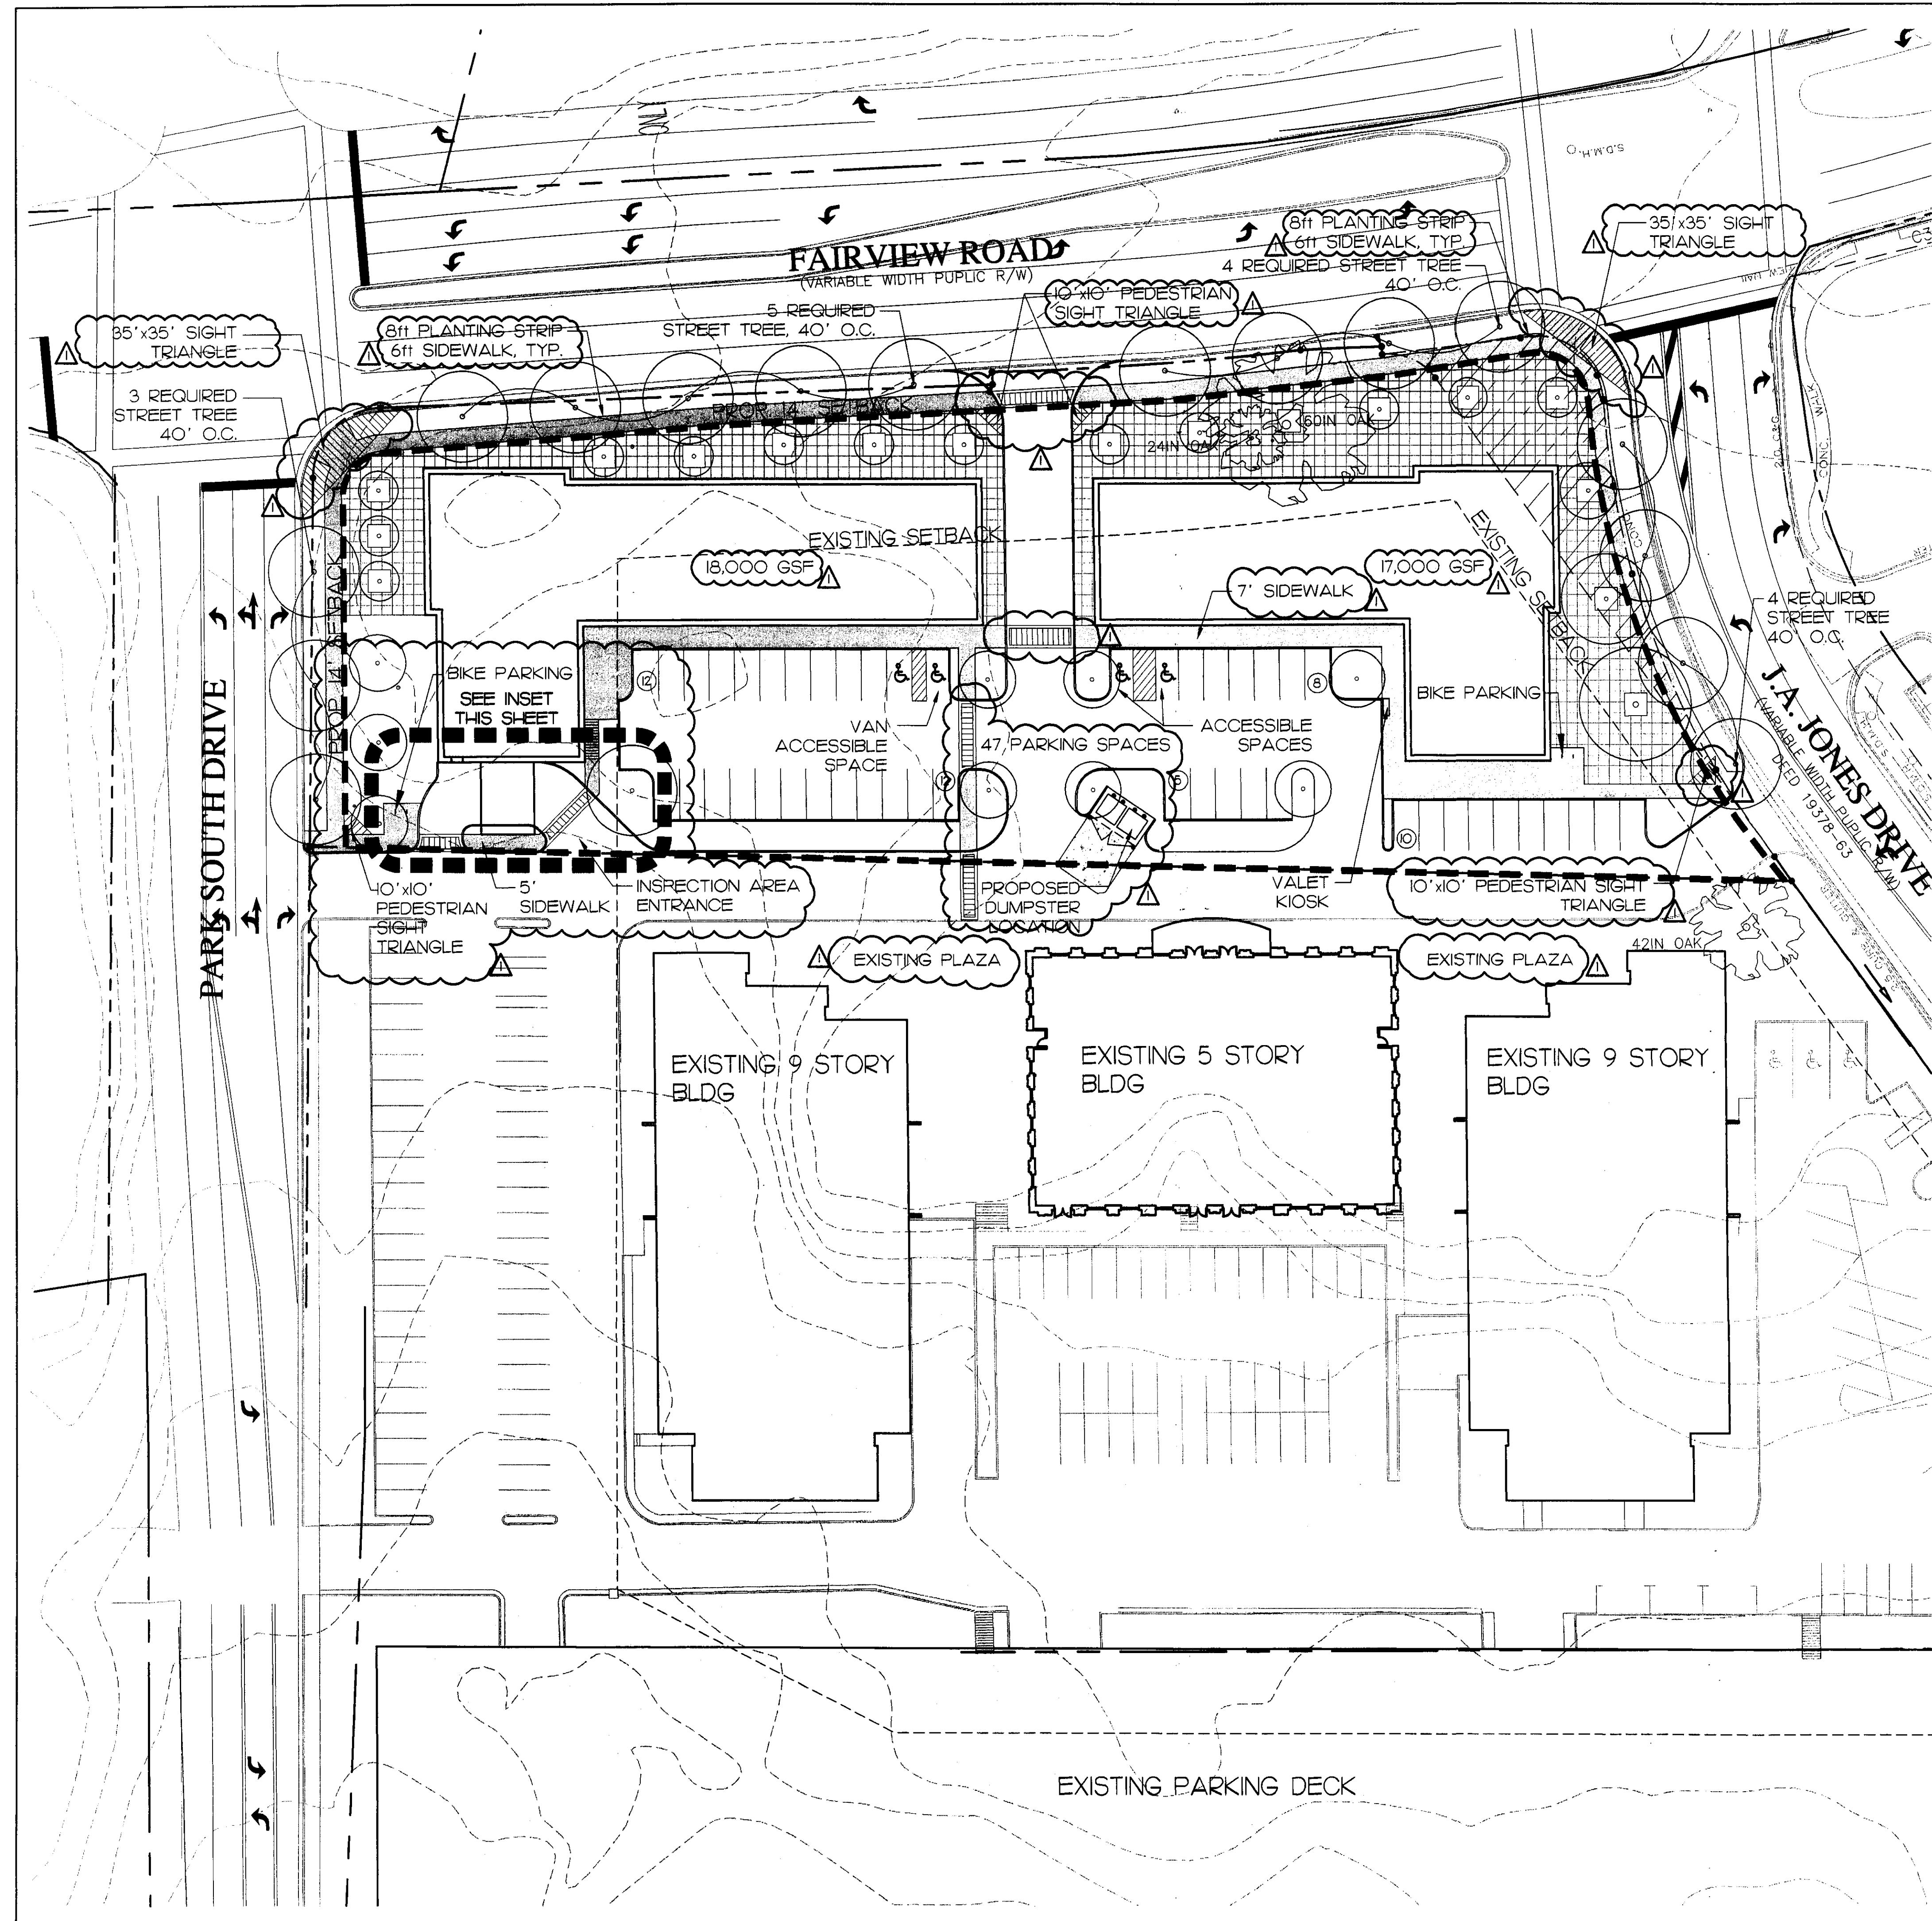 S.D.M.H.
FAIRVIEW ROAD
(VARIABLE WIDTH PUPLIC R/W)
8ft PLANTING STRIP
6ft SIDEWALK, TYP.
4 REQUIRED STREET TREE
40' O.C.
35'x35' SIGHT
TRIANGLE
10'x10' PEDESTRIAN
SIGHT TRIANGLE
5 REQUIRED
STREET TREE, 40' O.C.
35'x35' SIGHT
TRIANGLE
8ft PLANTING STRIP
6ft SIDEWALK, TYP.
3 REQUIRED
STREET TREE
40' O.C.
PROP. 14' SETBACK
24IN OAK
60IN OAK
WALK
CONC.
2'0 C&G
CONC.
EXISTING SETBACK
EXISTING SETBACK
18,000 GSF
17,000 GSF
7' SIDEWALK
4 REQUIRED
STREET TREE
40' O.C.
PARK SOUTH DRIVE
PROP. 14' SETBACK
BIKE PARKING
SEE INSET
THIS SHEET
12
VAN
ACCESSIBLE
SPACE
47 PARKING SPACES
ACCESSIBLE
SPACES
8
BIKE PARKING
12
5
10
J.A. JONES DRIVE
(VARIABLE WIDTH PUPLIC R/W)
DEED 19378-63
10'x10'
PEDESTRIAN
SIGHT
TRIANGLE
5'
SIDEWALK
INSPECTION AREA
ENTRANCE
PROPOSED
DUMPSTER
LOCATION
VALET
KIOSK
10'x10' PEDESTRIAN SIGHT
TRIANGLE
42IN OAK
EXISTING PLAZA
EXISTING PLAZA
EXISTING 9 STORY
BLDG
EXISTING 5 STORY
BLDG
EXISTING 9 STORY
BLDG
EXISTING PARKING DECK